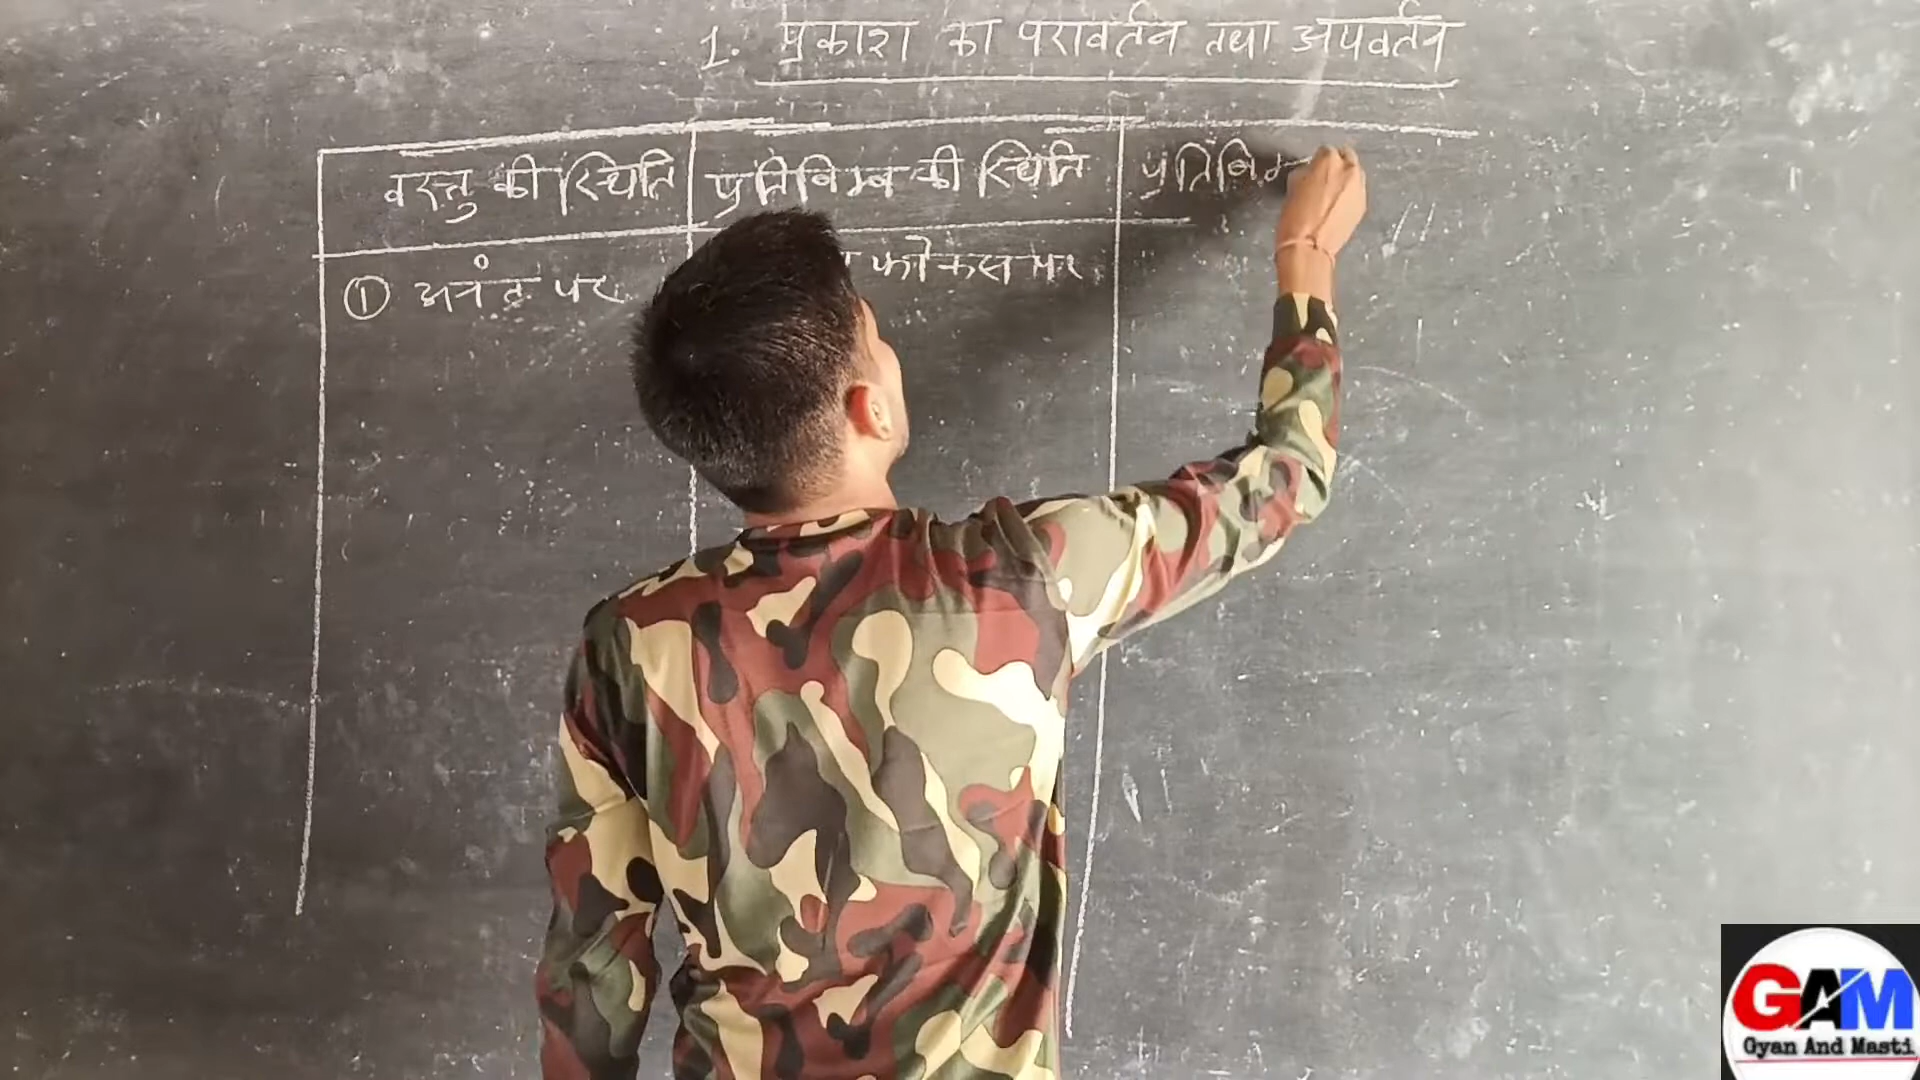 1. प्रकाश का परावर्तन तथा अपवर्तन
वस्तु की स्थिति प्रतिबिम्ब की स्थिति प्रतिबिम
① अनंत पर फोकस पर
GAM
Gyan And Masti